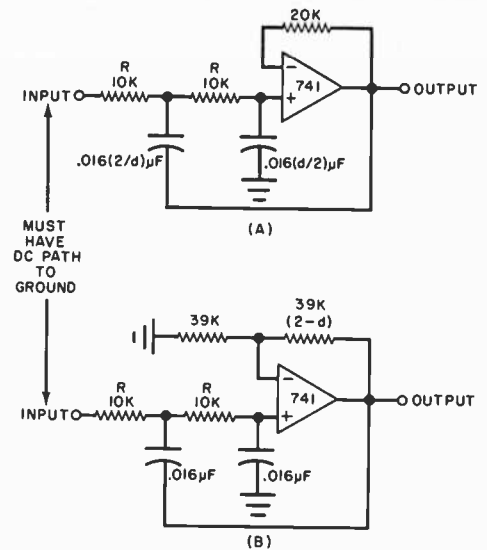 20K
R
10K
R
10K
INPUT
-
+
741
OUTPUT
.016(2/d)µF
.016(d/2)µF
(A)
MUST
HAVE
DC PATH
TO
GROUND
39K
39K
(2-d)
R
10K
R
10K
INPUT
-
+
741
OUTPUT
.016µF
.016µF
(B)